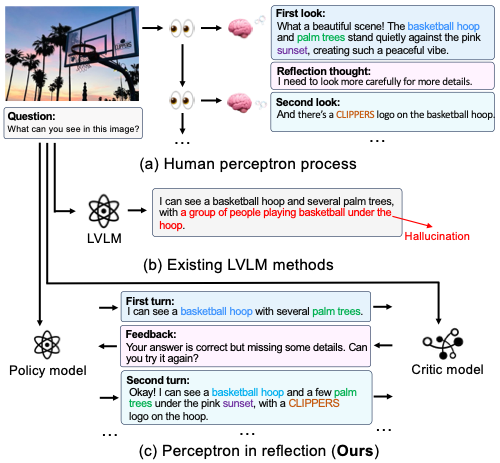 First look:
What a beautiful scene! The basketball hoop
and palm trees stand quietly against the pink
sunset, creating such a peaceful vibe.
Reflection thought:
I need to look more carefully for more details.
Second look:
And there's a CLIPPERS logo on the basketball hoop.
CLIPPERS
Question:
What can you see in this image?
...
...
(a) Human perceptron process
LVLM
I can see a basketball hoop and several palm trees,
with a group of people playing basketball under the
hoop.
Hallucination
(b) Existing LVLM methods
Policy model
First turn:
I can see a basketball hoop with several palm trees.
Feedback:
Your answer is correct but missing some details. Can
you try it again?
Second turn:
Okay! I can see a basketball hoop and a few palm
trees under the pink sunset, with a CLIPPERS
logo on the hoop.
Critic model
...
...
(c) Perceptron in reflection (Ours)